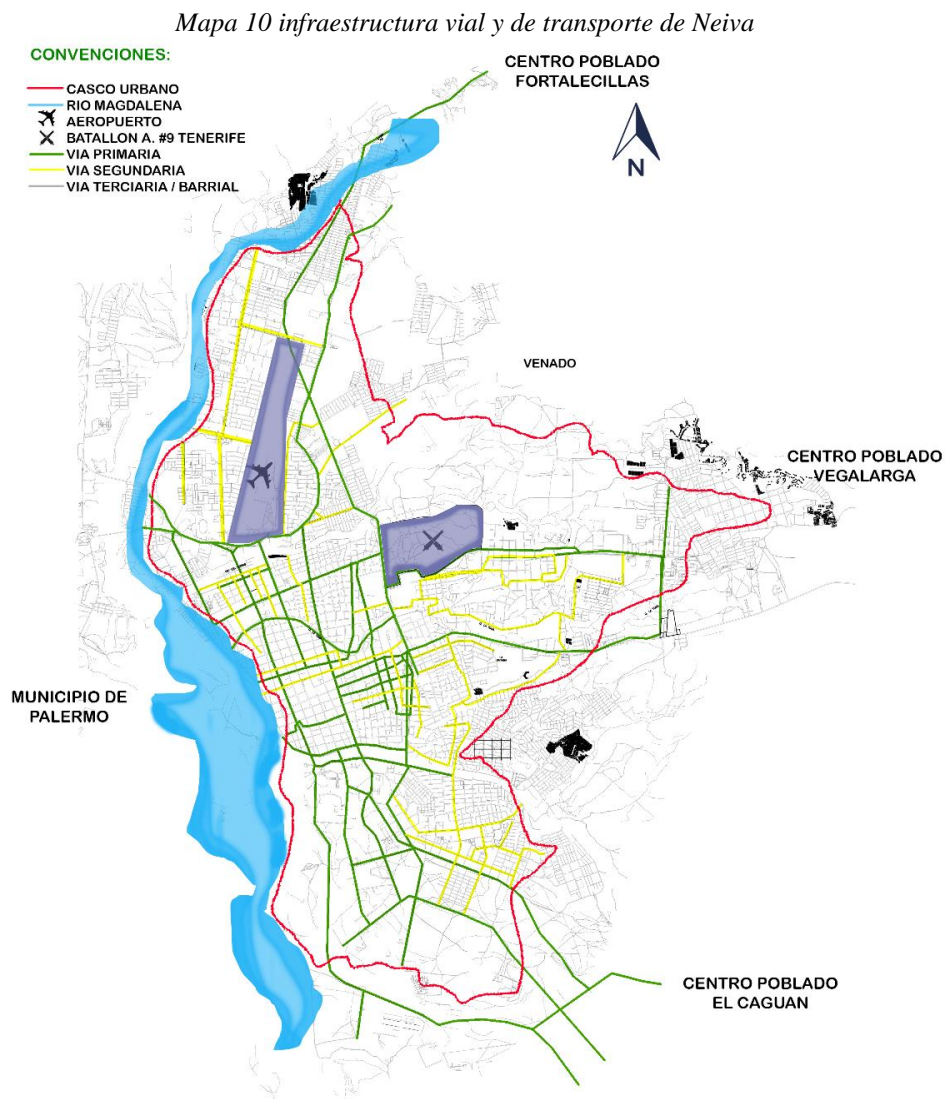 Mapa 10 infraestructura vial y de transporte de Neiva
CONVENCIONES:
CASCO URBANO
RIO MAGDALENA
AEROPUERTO
BATALLON A. #9 TENERIFE
VIA PRIMARIA
VIA SEGUNDARIA
VIA TERCIARIA / BARRIAL
CENTRO POBLADO
FORTALECILLAS
N
VENADO
CENTRO POBLADO
VEGALARGA
MUNICIPIO DE
PALERMO
CENTRO POBLADO
EL CAGUAN